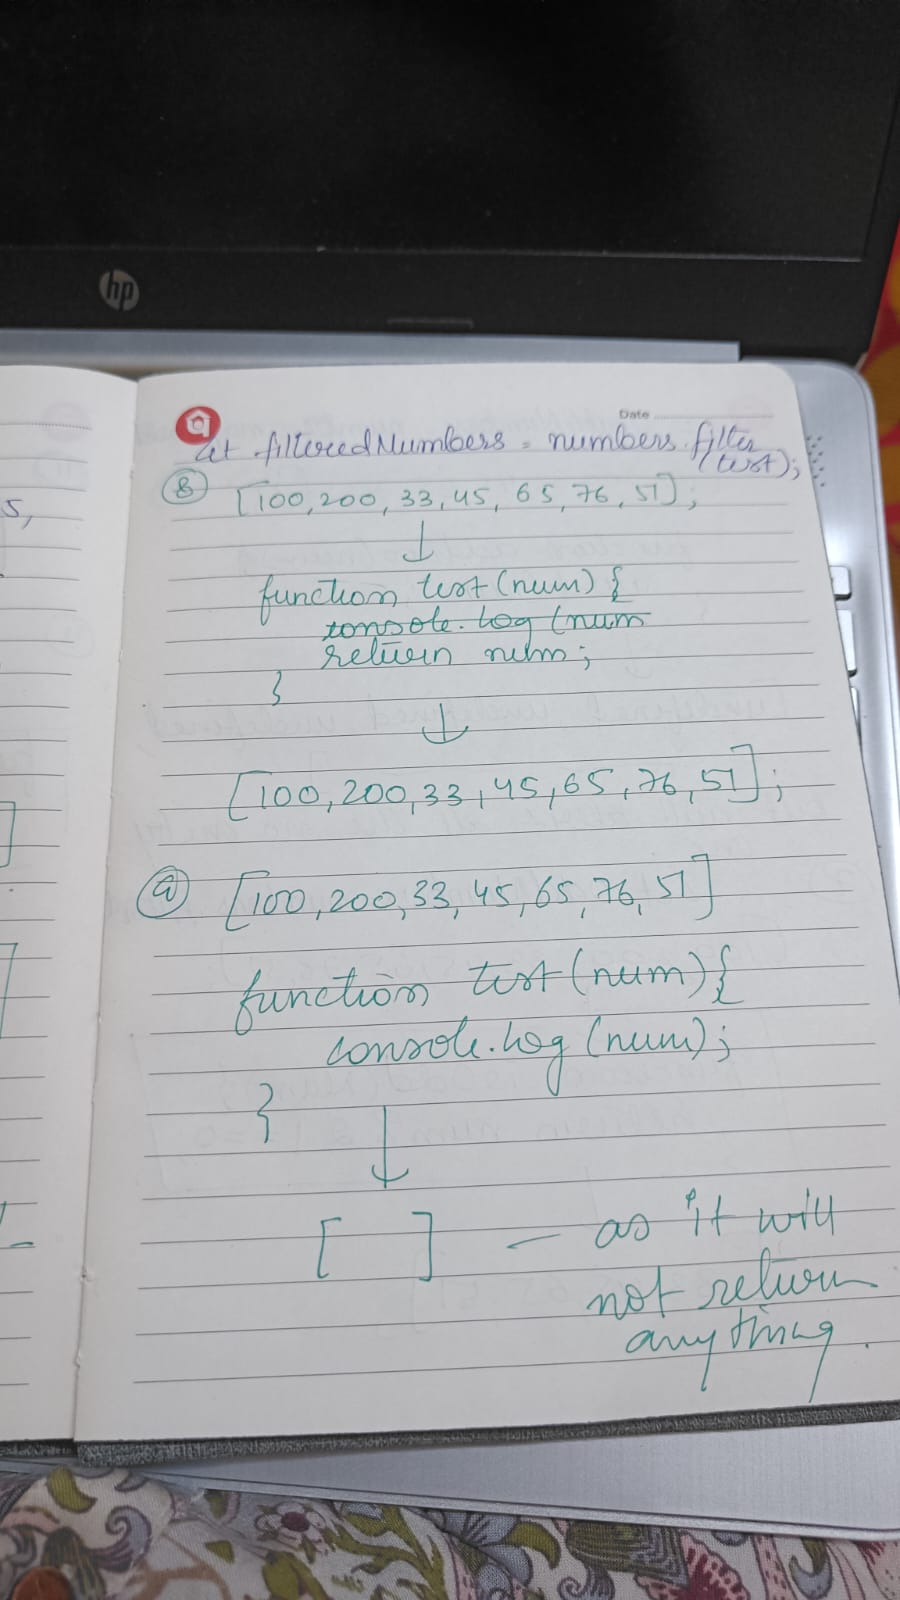 hp
Date
let filteredNumbers = numbers.filter
(test);
8 [100, 200, 33, 45, 65, 76, 51];
↓
function test (num) {
console.log (num
return num;
}
↓
[100, 200, 33, 45, 65, 76, 51];
9 [100, 200, 33, 45, 65, 76, 51]
function test (num) {
console.log (num);
}
↓
[ ] — as it will
not return
anything.
5,